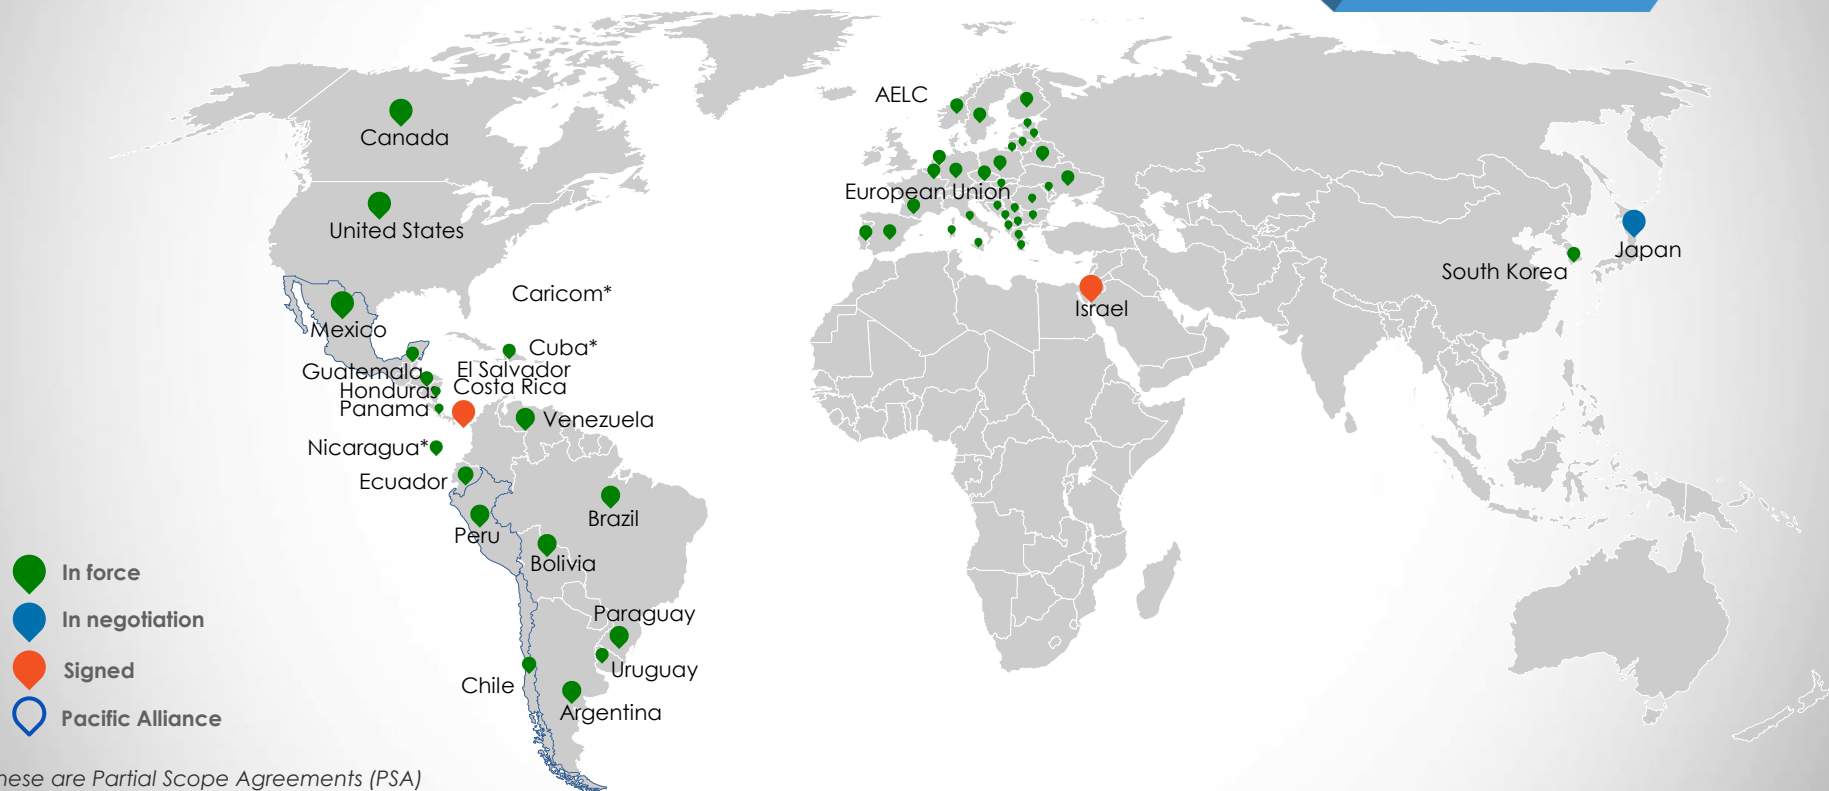 AELC
Canada
European Union
United States
Japan
South Korea
Caricom*
Israel
Mexico
Cuba*
Guatemala
El Salvador
Honduras
Costa Rica
Panama
Venezuela
Nicaragua*
Ecuador
Brazil
Peru
Bolivia
In force
Paraguay
In negotiation
Signed
Uruguay
Chile
Argentina
Pacific Alliance
are Partial Scope Agreements (PSA)